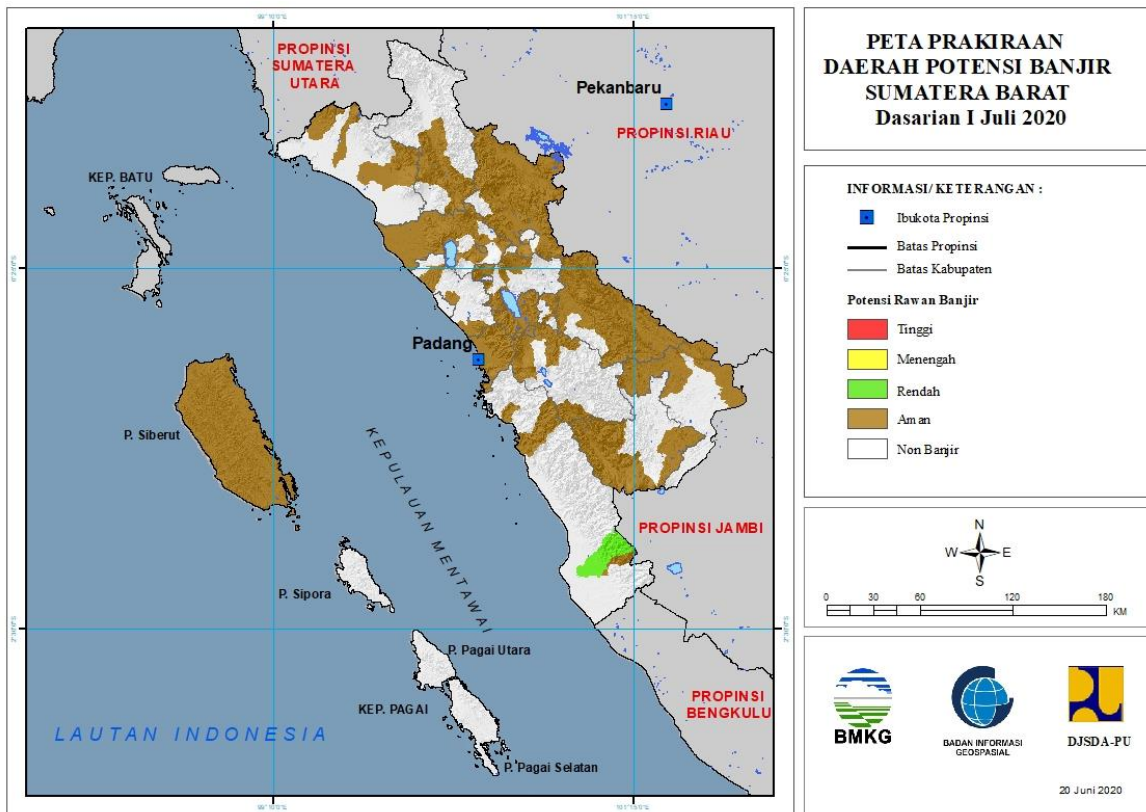 PETA PRAKIRAAN
DAERAH POTENSI BANJIR
SUMATERA BARAT
Dasarian I Juli 2020
INFORMASI/ KETERANGAN :
Ibukota Propinsi
Batas Propinsi
Batas Kabupaten
Potensi Rawan Banjir
Tinggi
Menengah
Rendah
Aman
Non Banjir
N
W
E
S
0
30
60
120
180
KM
BMKG
BADAN INFORMASI
GEOSPASIAL
DJSDA-PU
20 Juni 2020
PROPINSI
SUMATERA
UTARA
Pekanbaru
PROPINSI RIAU
KEP. BATU
Padang
P. Siberut
KEPULAUAN MENTAWAI
PROPINSI JAMBI
P. Sipora
P. Pagai Utara
KEP. PAGAI
PROPINSI
BENGKULU
LAUTAN INDONESIA
P. Pagai Selatan